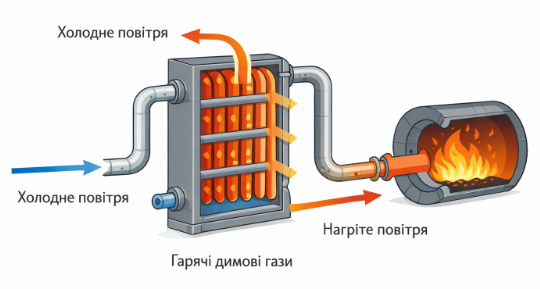 Холодне повітря
Холодне повітря
Нагріте повітря
Гарячі димові гази